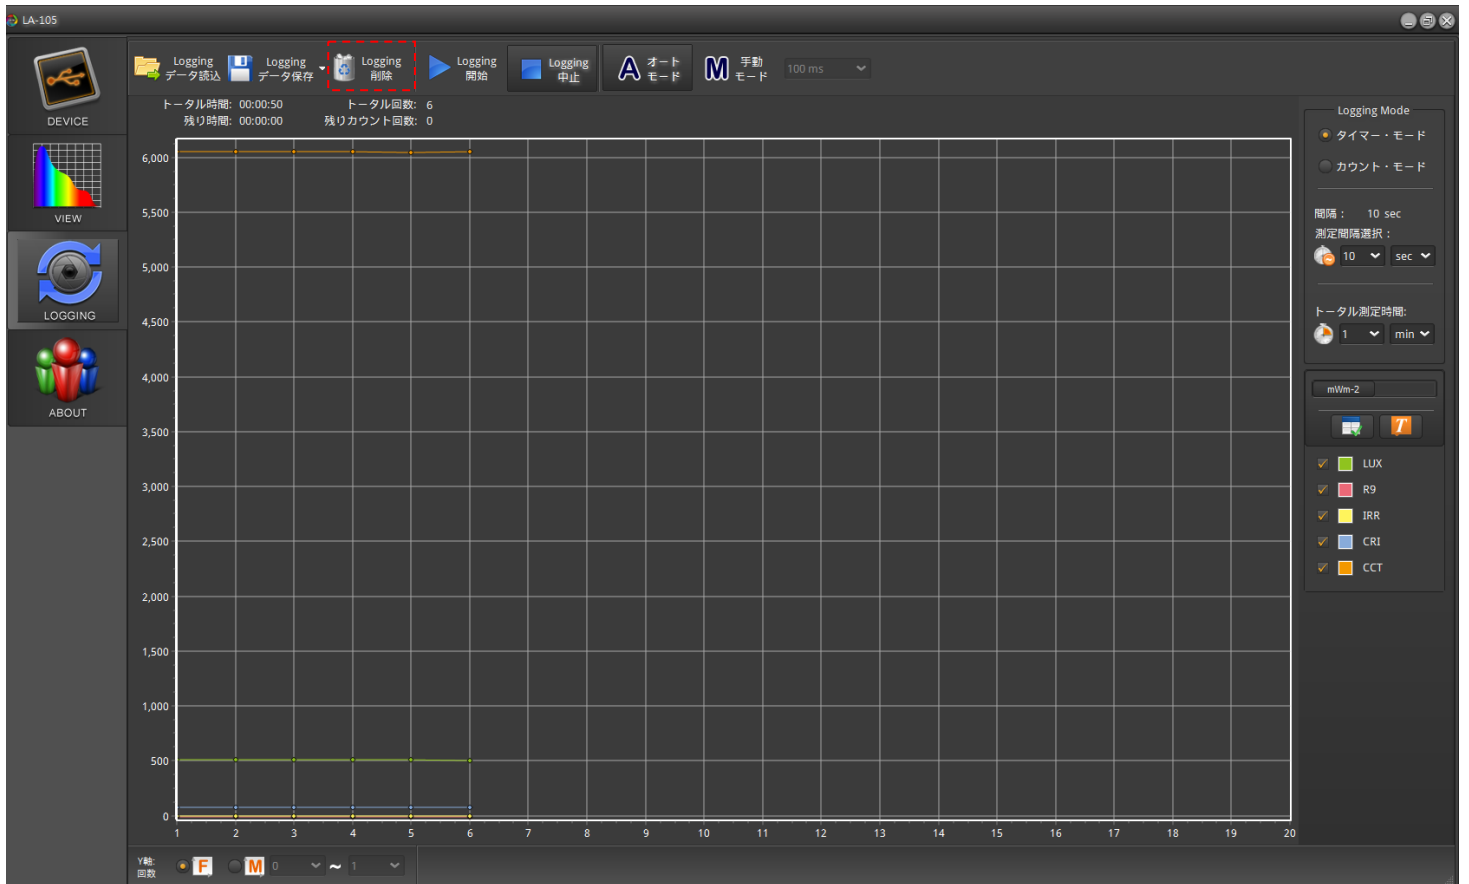 LA-105
DEVICE
VIEW
LOGGING
ABOUT
Logging
データ読込
Logging
データ保存
Logging
削除
Logging
開始
Logging
中止
A オート
モード
M 手動
モード
100 ms
トータル時間: 00:00:50
トータル回数: 6
残り時間: 00:00:00
残りカウント回数: 0
6,000
5,500
5,000
4,500
4,000
3,500
3,000
2,500
2,000
1,500
1,000
500
0
1 2 3 4 5 6 7 8 9 10 11 12 13 14 15 16 17 18 19 20
Y軸:
回数
F
M
0 ~ 1
Logging Mode
タイマー・モード
カウント・モード
間隔： 10 sec
測定間隔選択：
10 sec
トータル測定時間:
1 min
mWm-2
T
LUX
R9
IRR
CRI
CCT